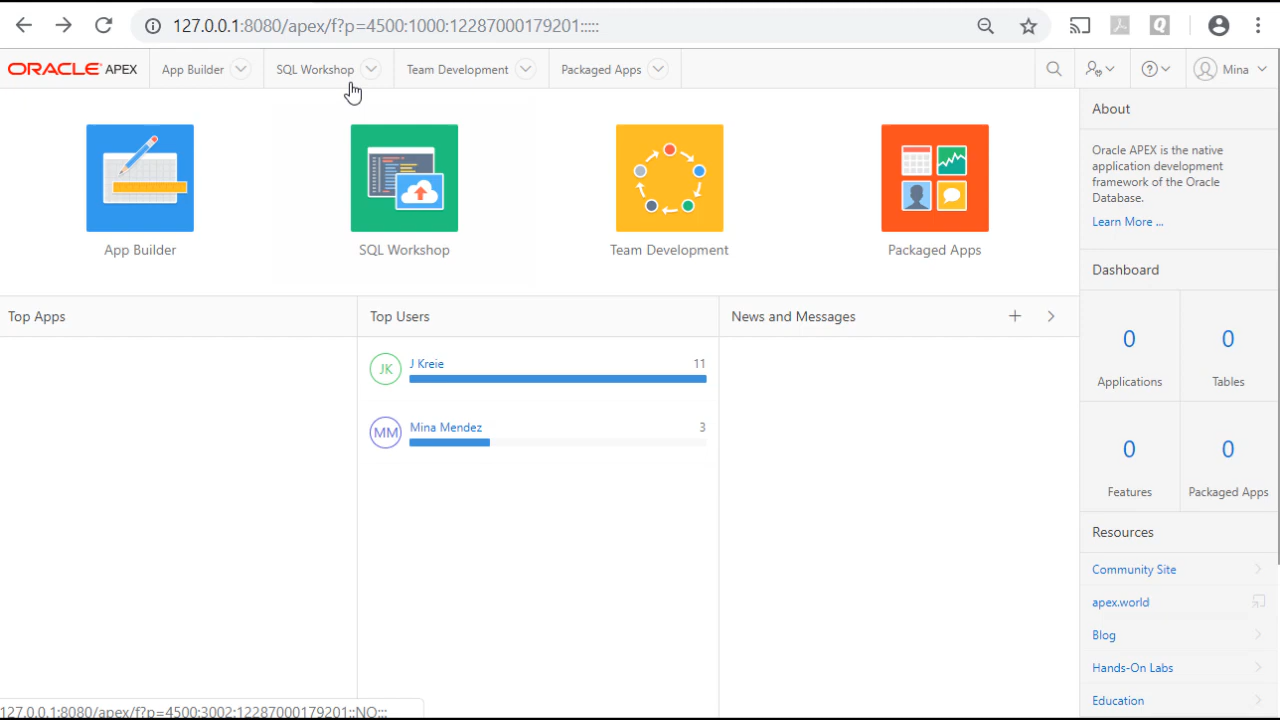 127.0.0.1:8080/apex/f?p=4500:1000:12287000179201:::::
ORACLE APEX
App Builder
SQL Workshop
Team Development
Packaged Apps
Mina
App Builder
SQL Workshop
Team Development
Packaged Apps
Top Apps
Top Users
JK
J Kreie
11
MM
Mina Mendez
3
News and Messages
About
Oracle APEX is the native
application development
framework of the Oracle
Database.
Learn More ...
Dashboard
0
Applications
0
Tables
0
Features
0
Packaged Apps
Resources
Community Site
apex.world
Blog
Hands-On Labs
Education
127.0.0.1:8080/apex/f?p=4500:3002:12287000179201::NO:::